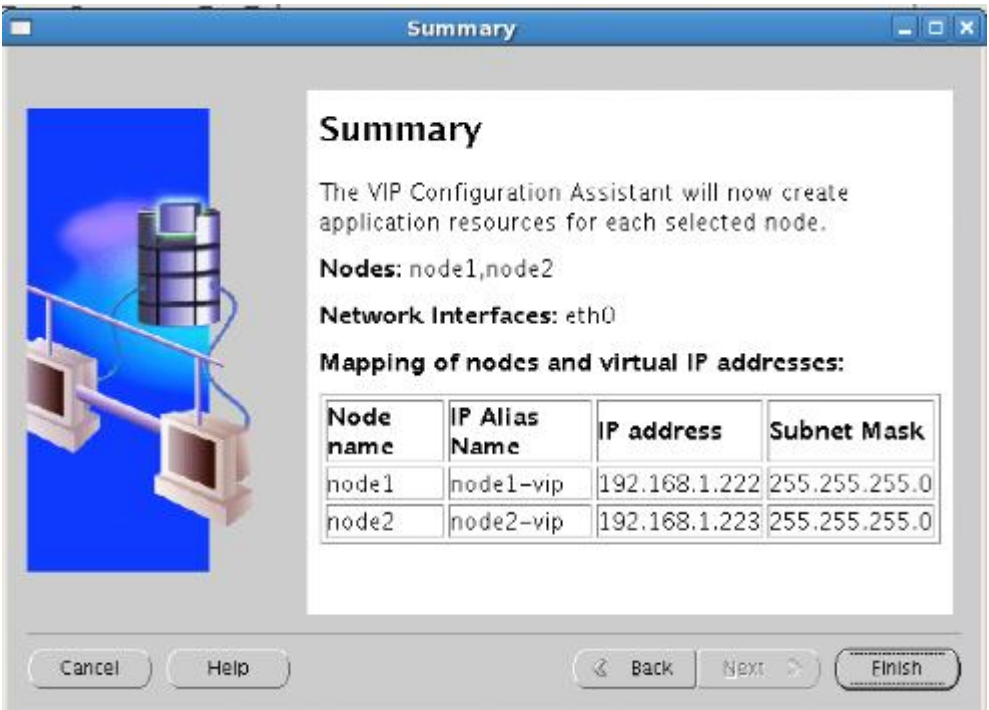 Summary
Summary
The VIP Configuration Assistant will now create
application resources for each selected node.
Nodes: node1,node2
Network Interfaces: eth0
Mapping of nodes and virtual IP addresses:
Node name IP Alias Name IP address Subnet Mask
node1 node1-vip 192.168.1.222 255.255.255.0
node2 node2-vip 192.168.1.223 255.255.255.0
Cancel Help Back Next Finish